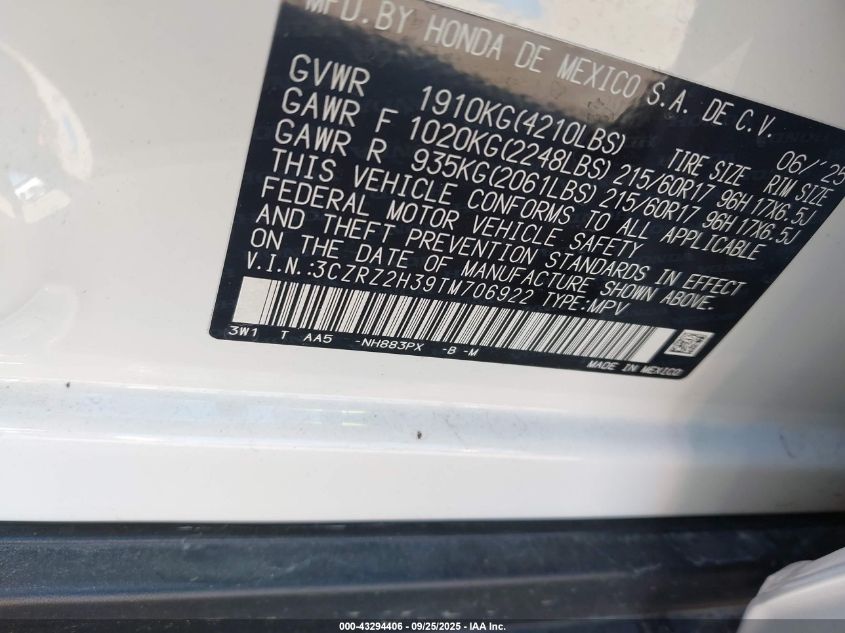 MFD. BY HONDA DE MEXICO S.A. DE C.V.
06/'25
GVWR 1910KG(4210LBS) TIRE SIZE RIM SIZE
GAWR F 1020KG(2248LBS) 215/60R17 96H 17X6.5J
GAWR R 935KG(2061LBS) 215/60R17 96H 17X6.5J
THIS VEHICLE CONFORMS TO ALL APPLICABLE
FEDERAL MOTOR VEHICLE SAFETY
AND THEFT PREVENTION STANDARDS IN EFFECT
ON THE DATE OF MANUFACTURE SHOWN ABOVE.
V.I.N.:3CZRZ2H39TM706922 TYPE:MPV
3W1 T AA5 -NH883PX -B -M
MADE IN MEXICO
000-43294406 - 09/25/2025 - IAA Inc.